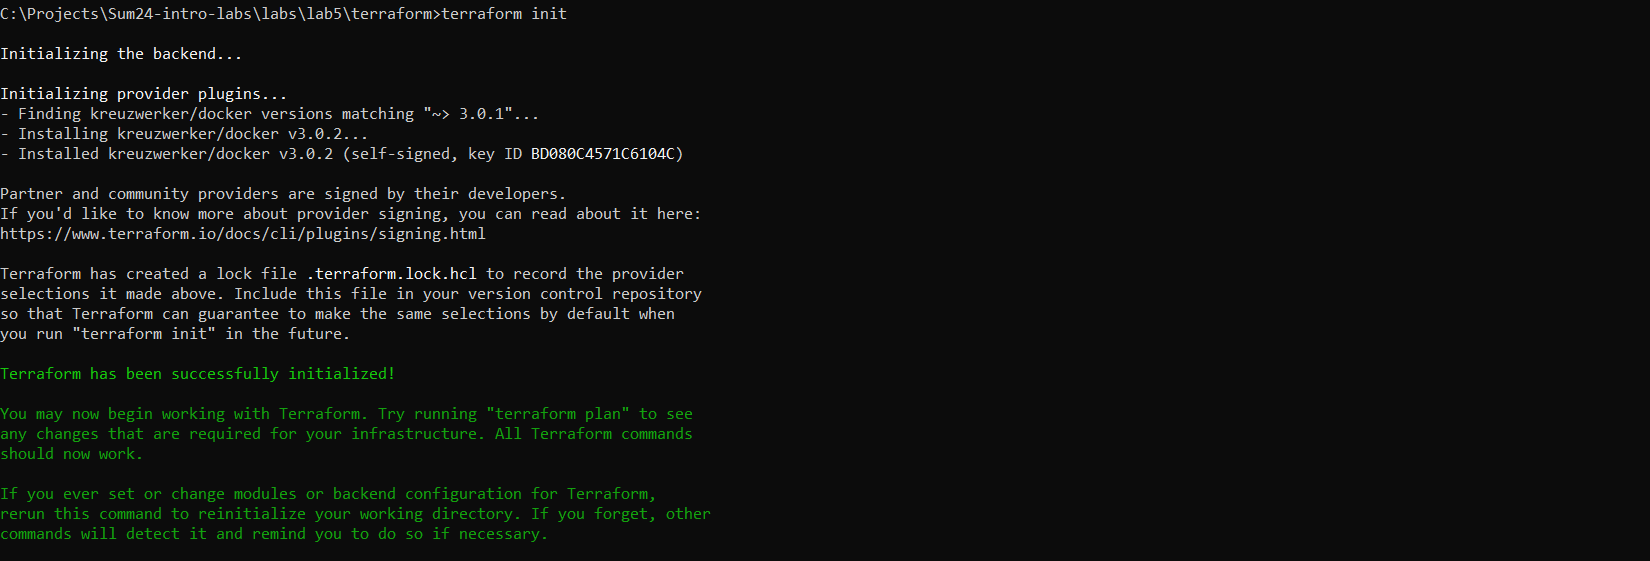 C:\Projects\Sum24-intro-labs\labs\lab5\terraform>terraform init
Initializing the backend...
Initializing provider plugins...
- Finding kreuzwerker/docker versions matching "~> 3.0.1"...
- Installing kreuzwerker/docker v3.0.2...
- Installed kreuzwerker/docker v3.0.2 (self-signed, key ID BD080C4571C6104C)
Partner and community providers are signed by their developers.
If you'd like to know more about provider signing, you can read about it here:
https://www.terraform.io/docs/cli/plugins/signing.html
Terraform has created a lock file .terraform.lock.hcl to record the provider
selections it made above. Include this file in your version control repository
so that Terraform can guarantee to make the same selections by default when
you run "terraform init" in the future.
Terraform has been successfully initialized!
You may now begin working with Terraform. Try running "terraform plan" to see
any changes that are required for your infrastructure. All Terraform commands
should now work.
If you ever set or change modules or backend configuration for Terraform,
rerun this command to reinitialize your working directory. If you forget, other
commands will detect it and remind you to do so if necessary.